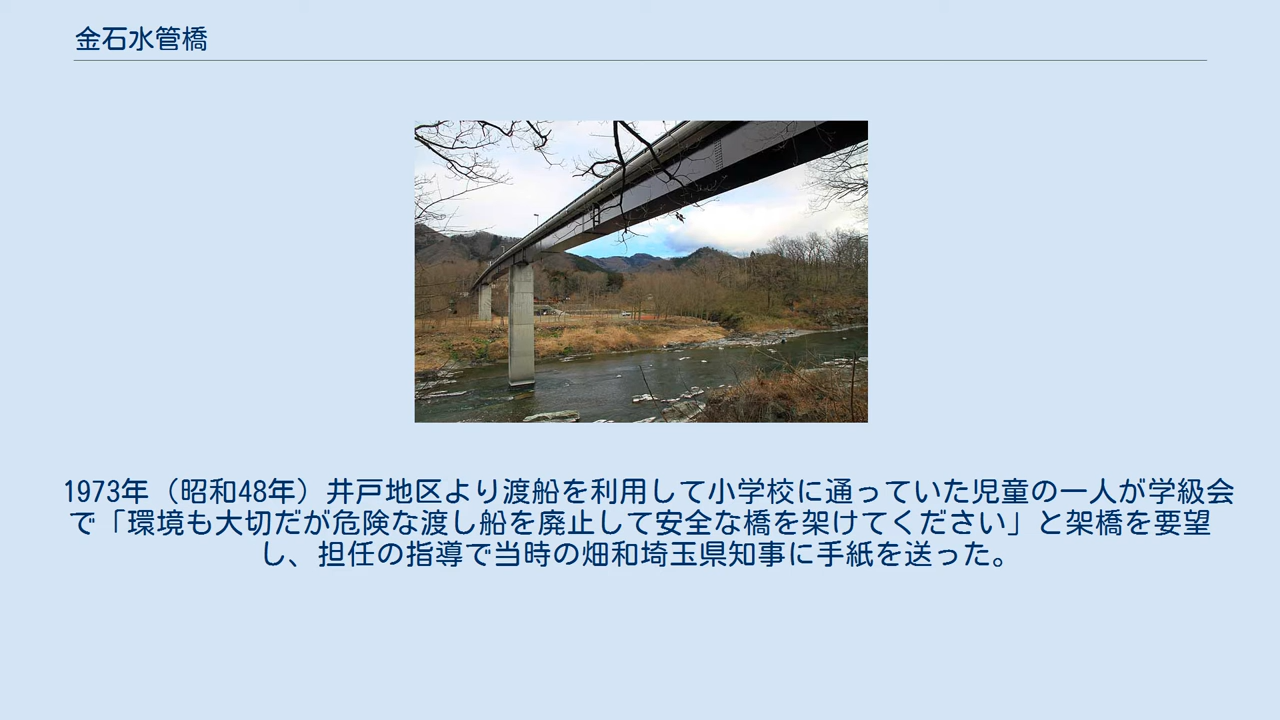 金石水管橋
1973年（昭和48年）井戸地区より渡船を利用して小学校に通っていた児童の一人が学級会
で「環境も大切だが危険な渡し船を廃止して安全な橋を架けてください」と架橋を要望
し、担任の指導で当時の畑和埼玉県知事に手紙を送った。